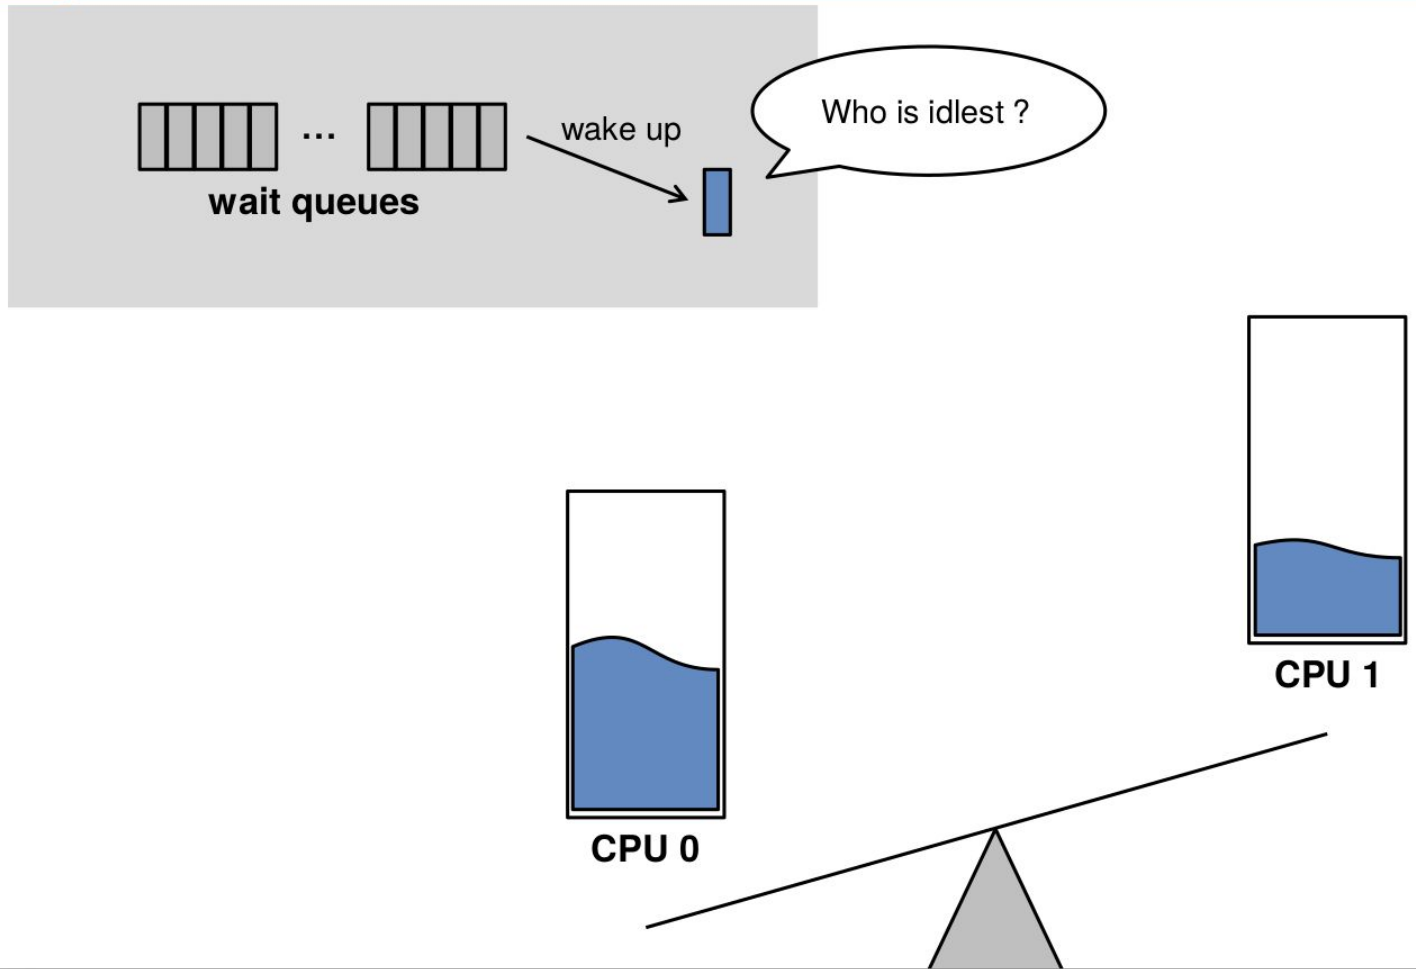 Who is idlest ?
wake up
...
wait queues
CPU 1
CPU 0